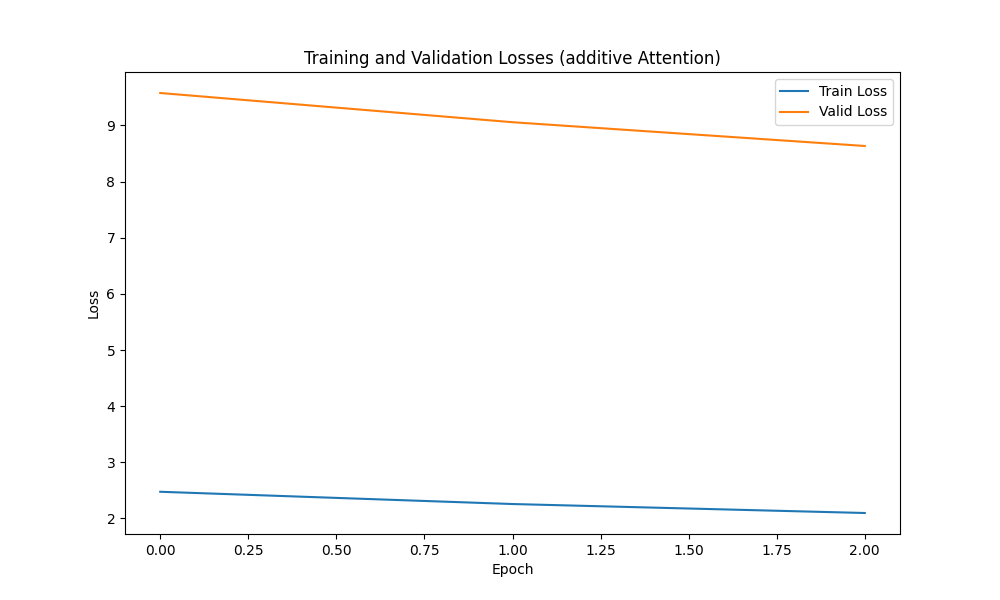 Training and Validation Losses (additive Attention)
Train Loss
Valid Loss
9
8
7
6
5
4
3
2
Loss
0.00 0.25 0.50 0.75 1.00 1.25 1.50 1.75 2.00
Epoch